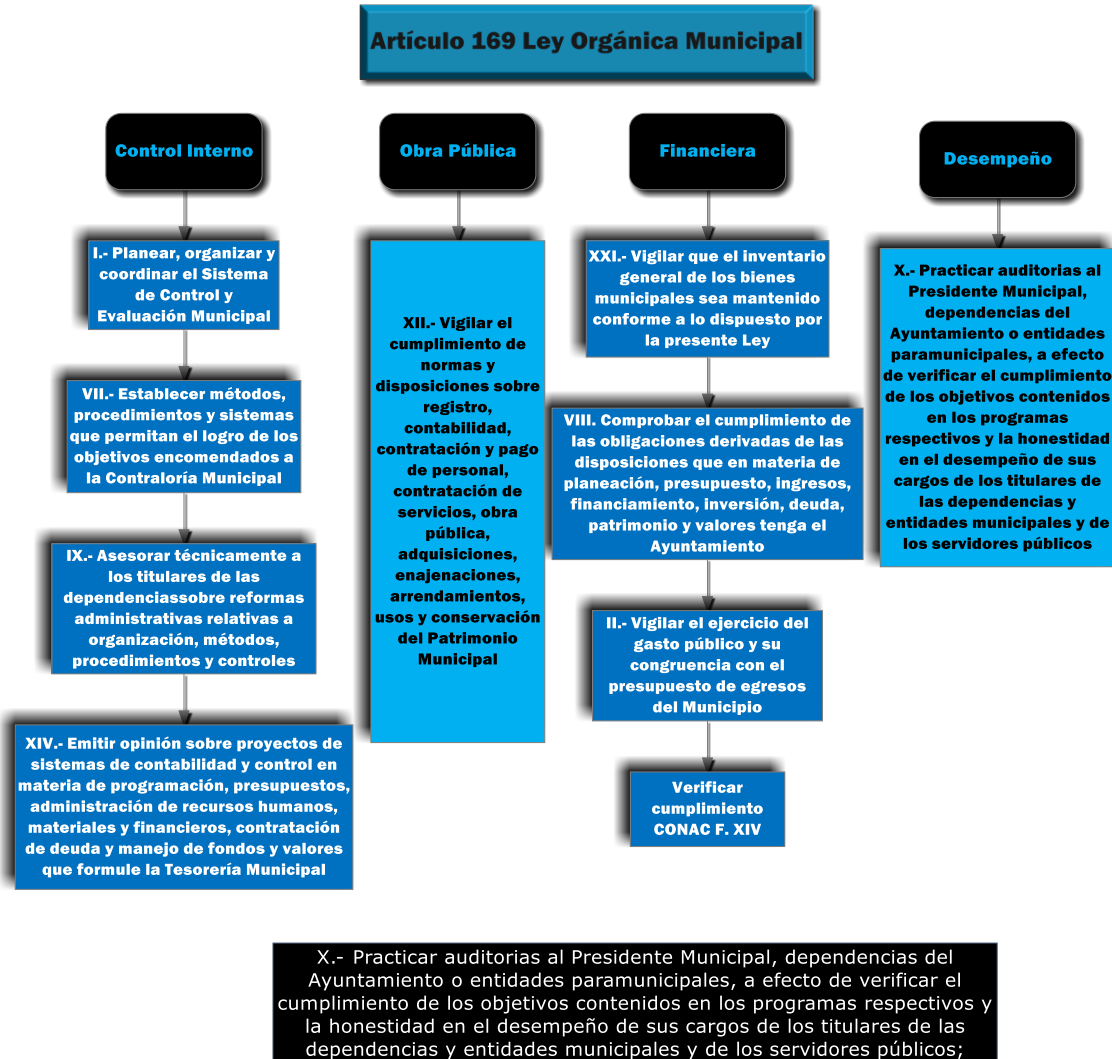 Artículo 169 Ley Orgánica Municipal
Control Interno
I.- Planear, organizar y
coordinar el Sistema
de Control y
Evaluación Municipal
VII.- Establecer métodos,
procedimientos y sistemas
que permitan el logro de los
objetivos encomendados a
la Contraloría Municipal
IX.- Asesorar técnicamente a
los titulares de las
dependenciassobre reformas
administrativas relativas a
organización, métodos,
procedimientos y controles
XIV.- Emitir opinión sobre proyectos de
sistemas de contabilidad y control en
materia de programación, presupuestos,
administración de recursos humanos,
materiales y financieros, contratación
de deuda y manejo de fondos y valores
que formule la Tesorería Municipal
Obra Pública
XII.- Vigilar el
cumplimiento de
normas y
disposiciones sobre
registro,
contabilidad,
contratación y pago
de personal,
contratación de
servicios, obra
pública,
adquisiciones,
enajenaciones,
arrendamientos,
usos y conservación
del Patrimonio
Municipal
Financiera
XXI.- Vigilar que el inventario
general de los bienes
municipales sea mantenido
conforme a lo dispuesto por
la presente Ley
VIII. Comprobar el cumplimiento de
las obligaciones derivadas de las
disposiciones que en materia de
planeación, presupuesto, ingresos,
financiamiento, inversión, deuda,
patrimonio y valores tenga el
Ayuntamiento
II.- Vigilar el ejercicio del
gasto público y su
congruencia con el
presupuesto de egresos
del Municipio
Verificar
cumplimiento
CONAC F. XIV
Desempeño
X.- Practicar auditorias al
Presidente Municipal,
dependencias del
Ayuntamiento o entidades
paramunicipales, a efecto
de verificar el cumplimiento
de los objetivos contenidos
en los programas
respectivos y la honestidad
en el desempeño de sus
cargos de los titulares de
las dependencias y
entidades municipales y de
los servidores públicos
X.- Practicar auditorias al Presidente Municipal, dependencias del
Ayuntamiento o entidades paramunicipales, a efecto de verificar el
cumplimiento de los objetivos contenidos en los programas respectivos y
la honestidad en el desempeño de sus cargos de los titulares de las
dependencias y entidades municipales y de los servidores públicos;